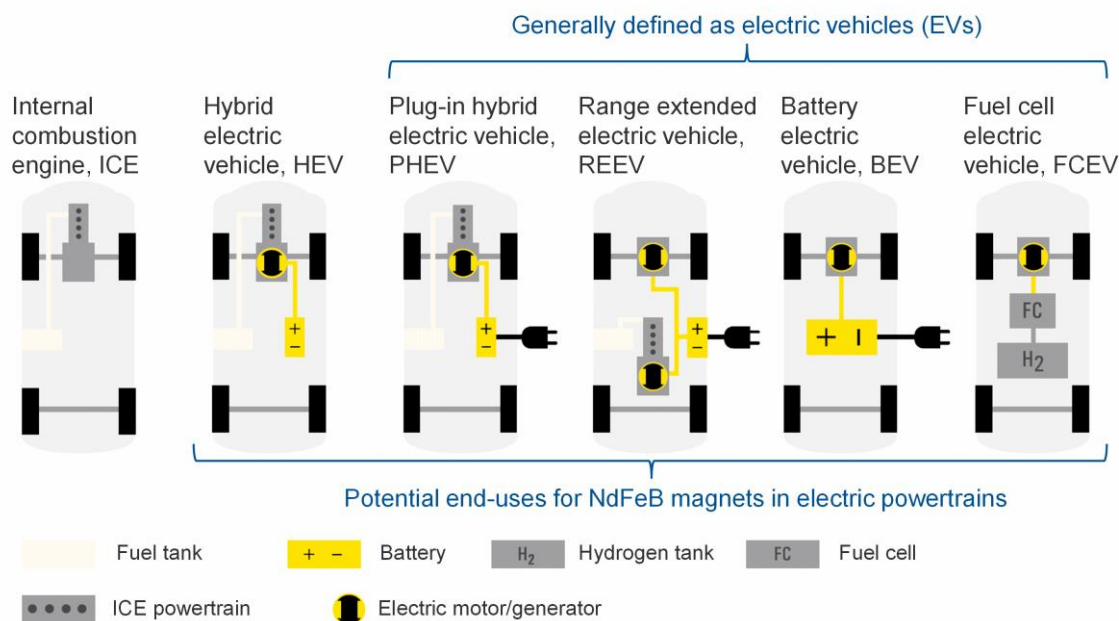 Generally defined as electric vehicles (EVs)
Internal
combustion
engine, ICE
Hybrid
electric
vehicle, HEV
Plug-in hybrid
electric vehicle,
PHEV
Range extended
electric vehicle,
REEV
Battery
electric
vehicle, BEV
Fuel cell
electric
vehicle, FCEV
+
−
+
−
+
−
+ −
FC
H₂
Potential end-uses for NdFeB magnets in electric powertrains
Fuel tank
+ − Battery
H₂ Hydrogen tank
FC Fuel cell
ICE powertrain
Electric motor/generator